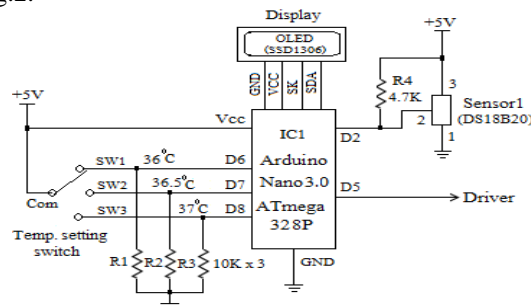 Display
OLED
(SSD1306)
GND
VCC
SK
SDA
+5V
R4
4.7K
3
2
1
Sensor1
(DS18B20)
+5V
Vcc
IC1
Arduino
Nano3.0
ATmega
328P
D2
D5
Driver
SW1
36°C
D6
SW2
36.5°C
D7
SW3
37°C
D8
Com
Temp. setting
switch
R1
R2
R3
10K x 3
GND